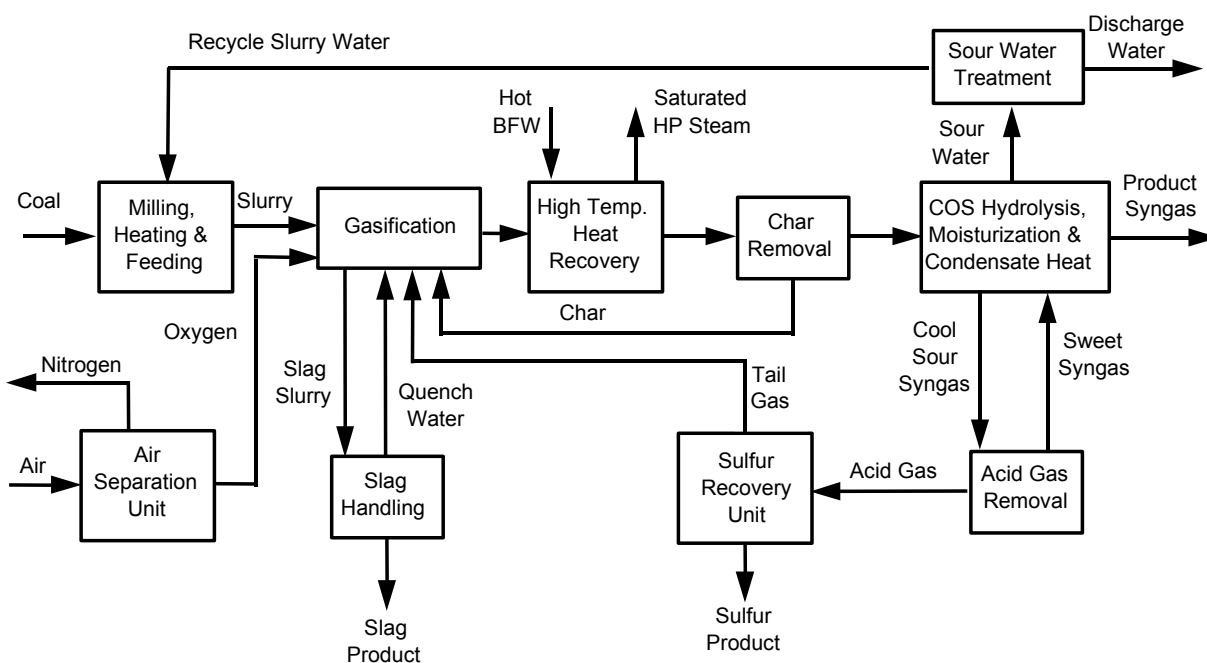 Recycle Slurry Water
Sour Water
Treatment
Discharge
Water
Hot
BFW
Saturated
HP Steam
Sour
Water
Coal
Milling,
Heating &
Feeding
Slurry
Gasification
High Temp.
Heat
Recovery
Char
Removal
COS Hydrolysis,
Moisturization &
Condensate Heat
Product
Syngas
Oxygen
Char
Nitrogen
Slag
Slurry
Quench
Water
Tail
Gas
Cool
Sour
Syngas
Sweet
Syngas
Air
Air
Separation
Unit
Slag
Handling
Sulfur
Recovery
Unit
Acid Gas
Acid Gas
Removal
Slag
Product
Sulfur
Product